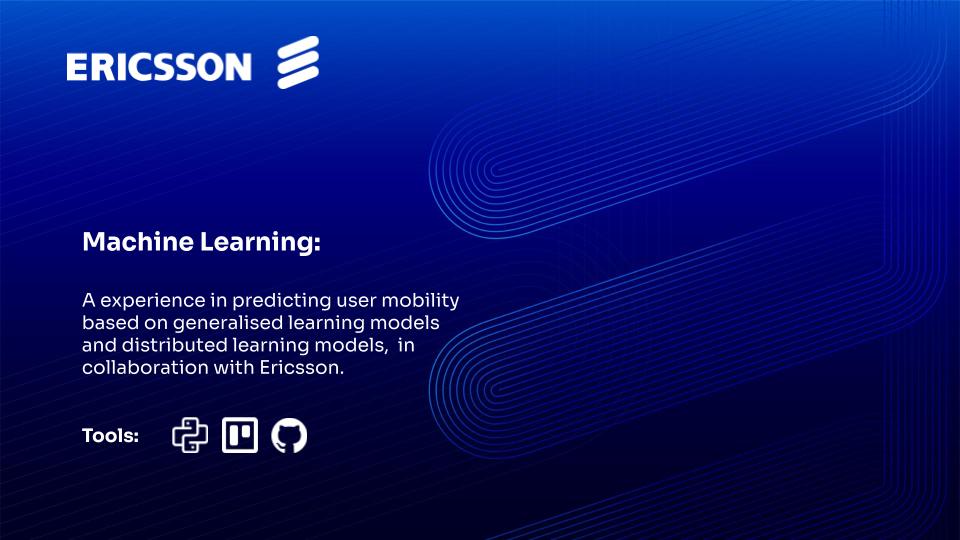 ERICSSON
Machine Learning:
A experience in predicting user mobility
based on generalised learning models
and distributed learning models,  in
collaboration with Ericsson.
Tools: